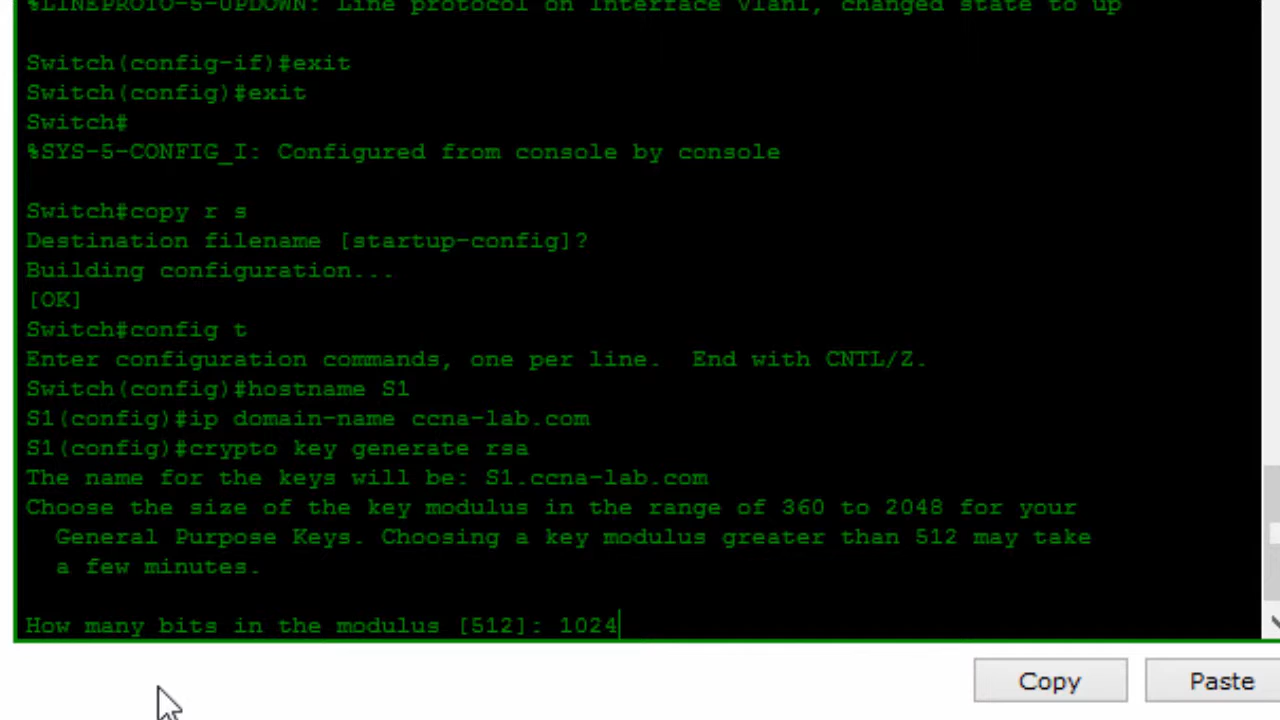 %LINEPROTO-5-UPDOWN: Line protocol on Interface Vlan1, changed state to up
Switch(config-if)#exit
Switch(config)#exit
Switch#
%SYS-5-CONFIG_I: Configured from console by console
Switch#copy r s
Destination filename [startup-config]?
Building configuration...
[OK]
Switch#config t
Enter configuration commands, one per line.  End with CNTL/Z.
Switch(config)#hostname S1
S1(config)#ip domain-name ccna-lab.com
S1(config)#crypto key generate rsa
The name for the keys will be: S1.ccna-lab.com
Choose the size of the key modulus in the range of 360 to 2048 for your
  General Purpose Keys. Choosing a key modulus greater than 512 may take
  a few minutes.
How many bits in the modulus [512]: 1024
Copy
Paste